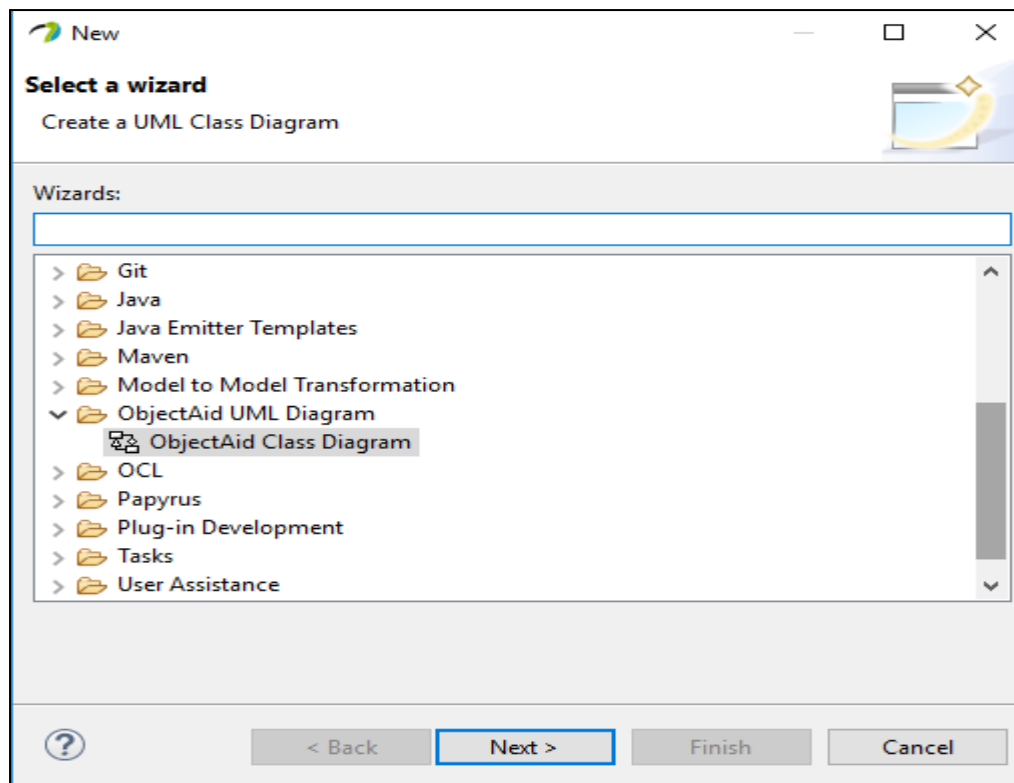 New
Select a wizard
Create a UML Class Diagram
Wizards:
Git
Java
Java Emitter Templates
Maven
Model to Model Transformation
ObjectAid UML Diagram
ObjectAid Class Diagram
OCL
Papyrus
Plug-in Development
Tasks
User Assistance
? < Back Next > Finish Cancel